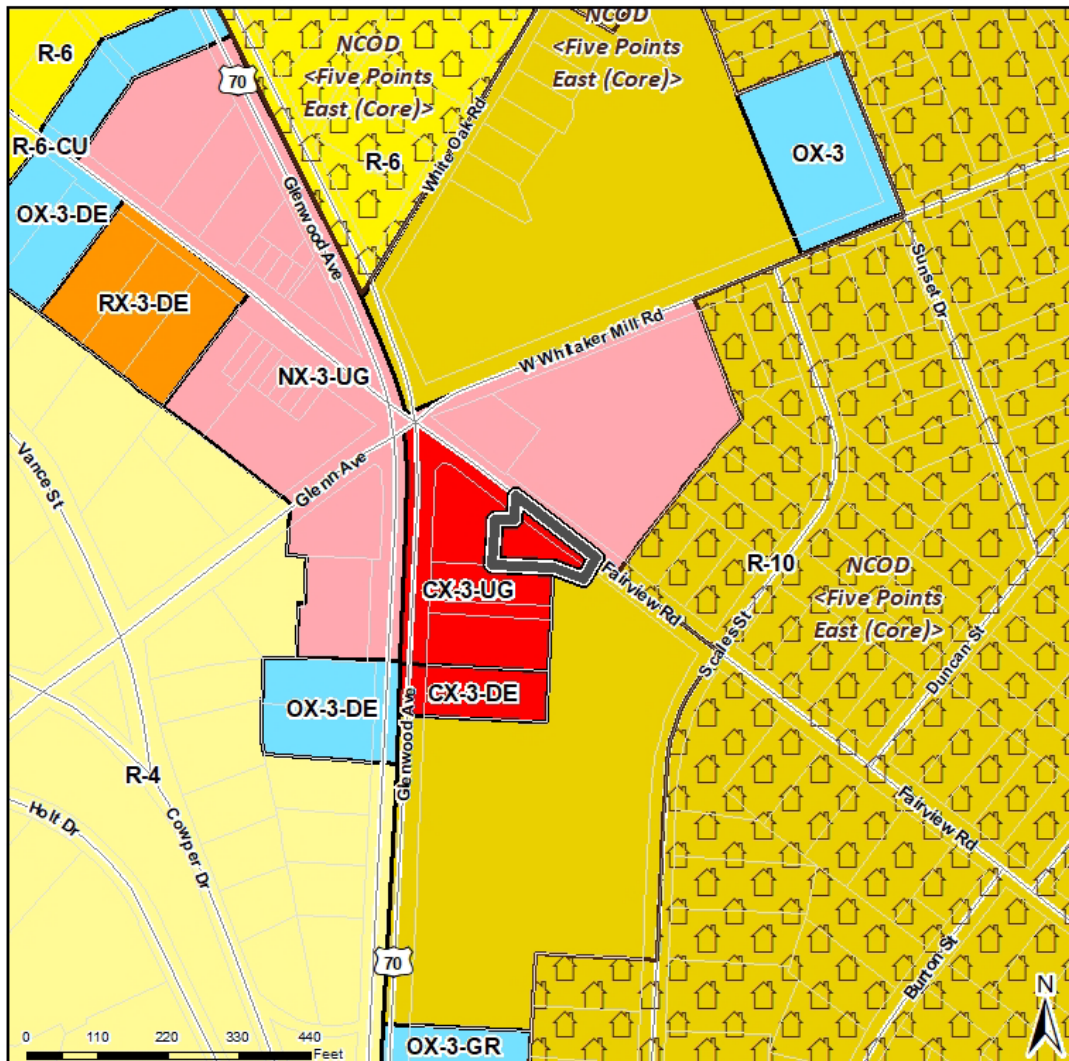 NCOD
<Five Points
East (Core)>
NCOD
<Five Points
East (Core)>
R-6
70
R-6-CU
OX-3-DE
RX-3-DE
NX-3-UG
Glenwood Ave
R-6
White Oak Rd
OX-3
Sunset Dr
W Whitaker Mill Rd
Vance St
Glenn Ave
CX-3-UG
Fairview Rd
R-10
NCOD
<Five Points
East (Core)>
Scales St
Duncan St
OX-3-DE
CX-3-DE
Glenwood Ave
R-4
Holt Dr
Cowper Dr
Fairview Rd
Burton St
70
OX-3-GR
N
0 110 220 330 440
Feet